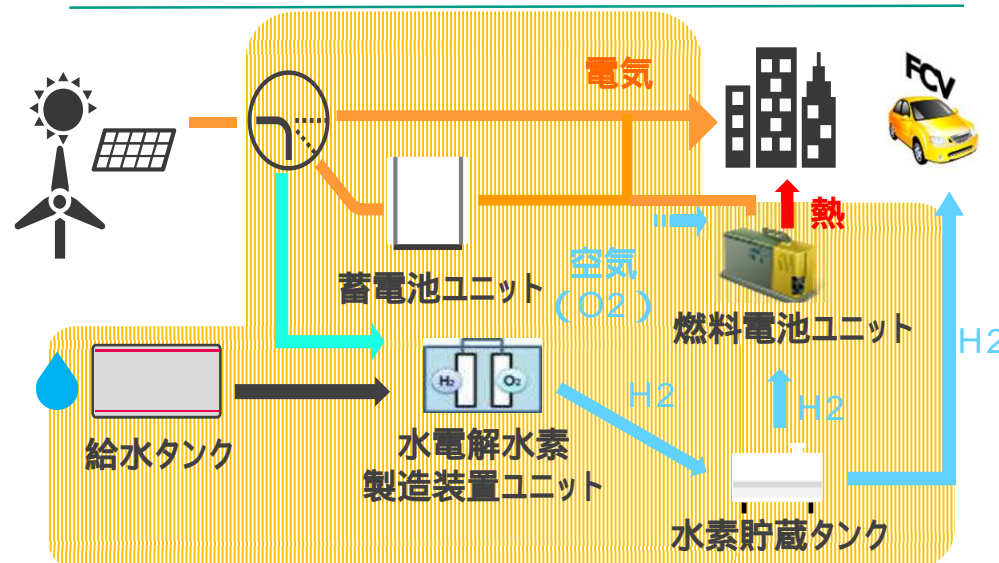 電気
FCV
熱
空気
(O2)
蓄電池ユニット
燃料電池ユニット
H2
H2 O2
H2
H2
給水タンク
水電解水素
製造装置ユニット
水素貯蔵タンク